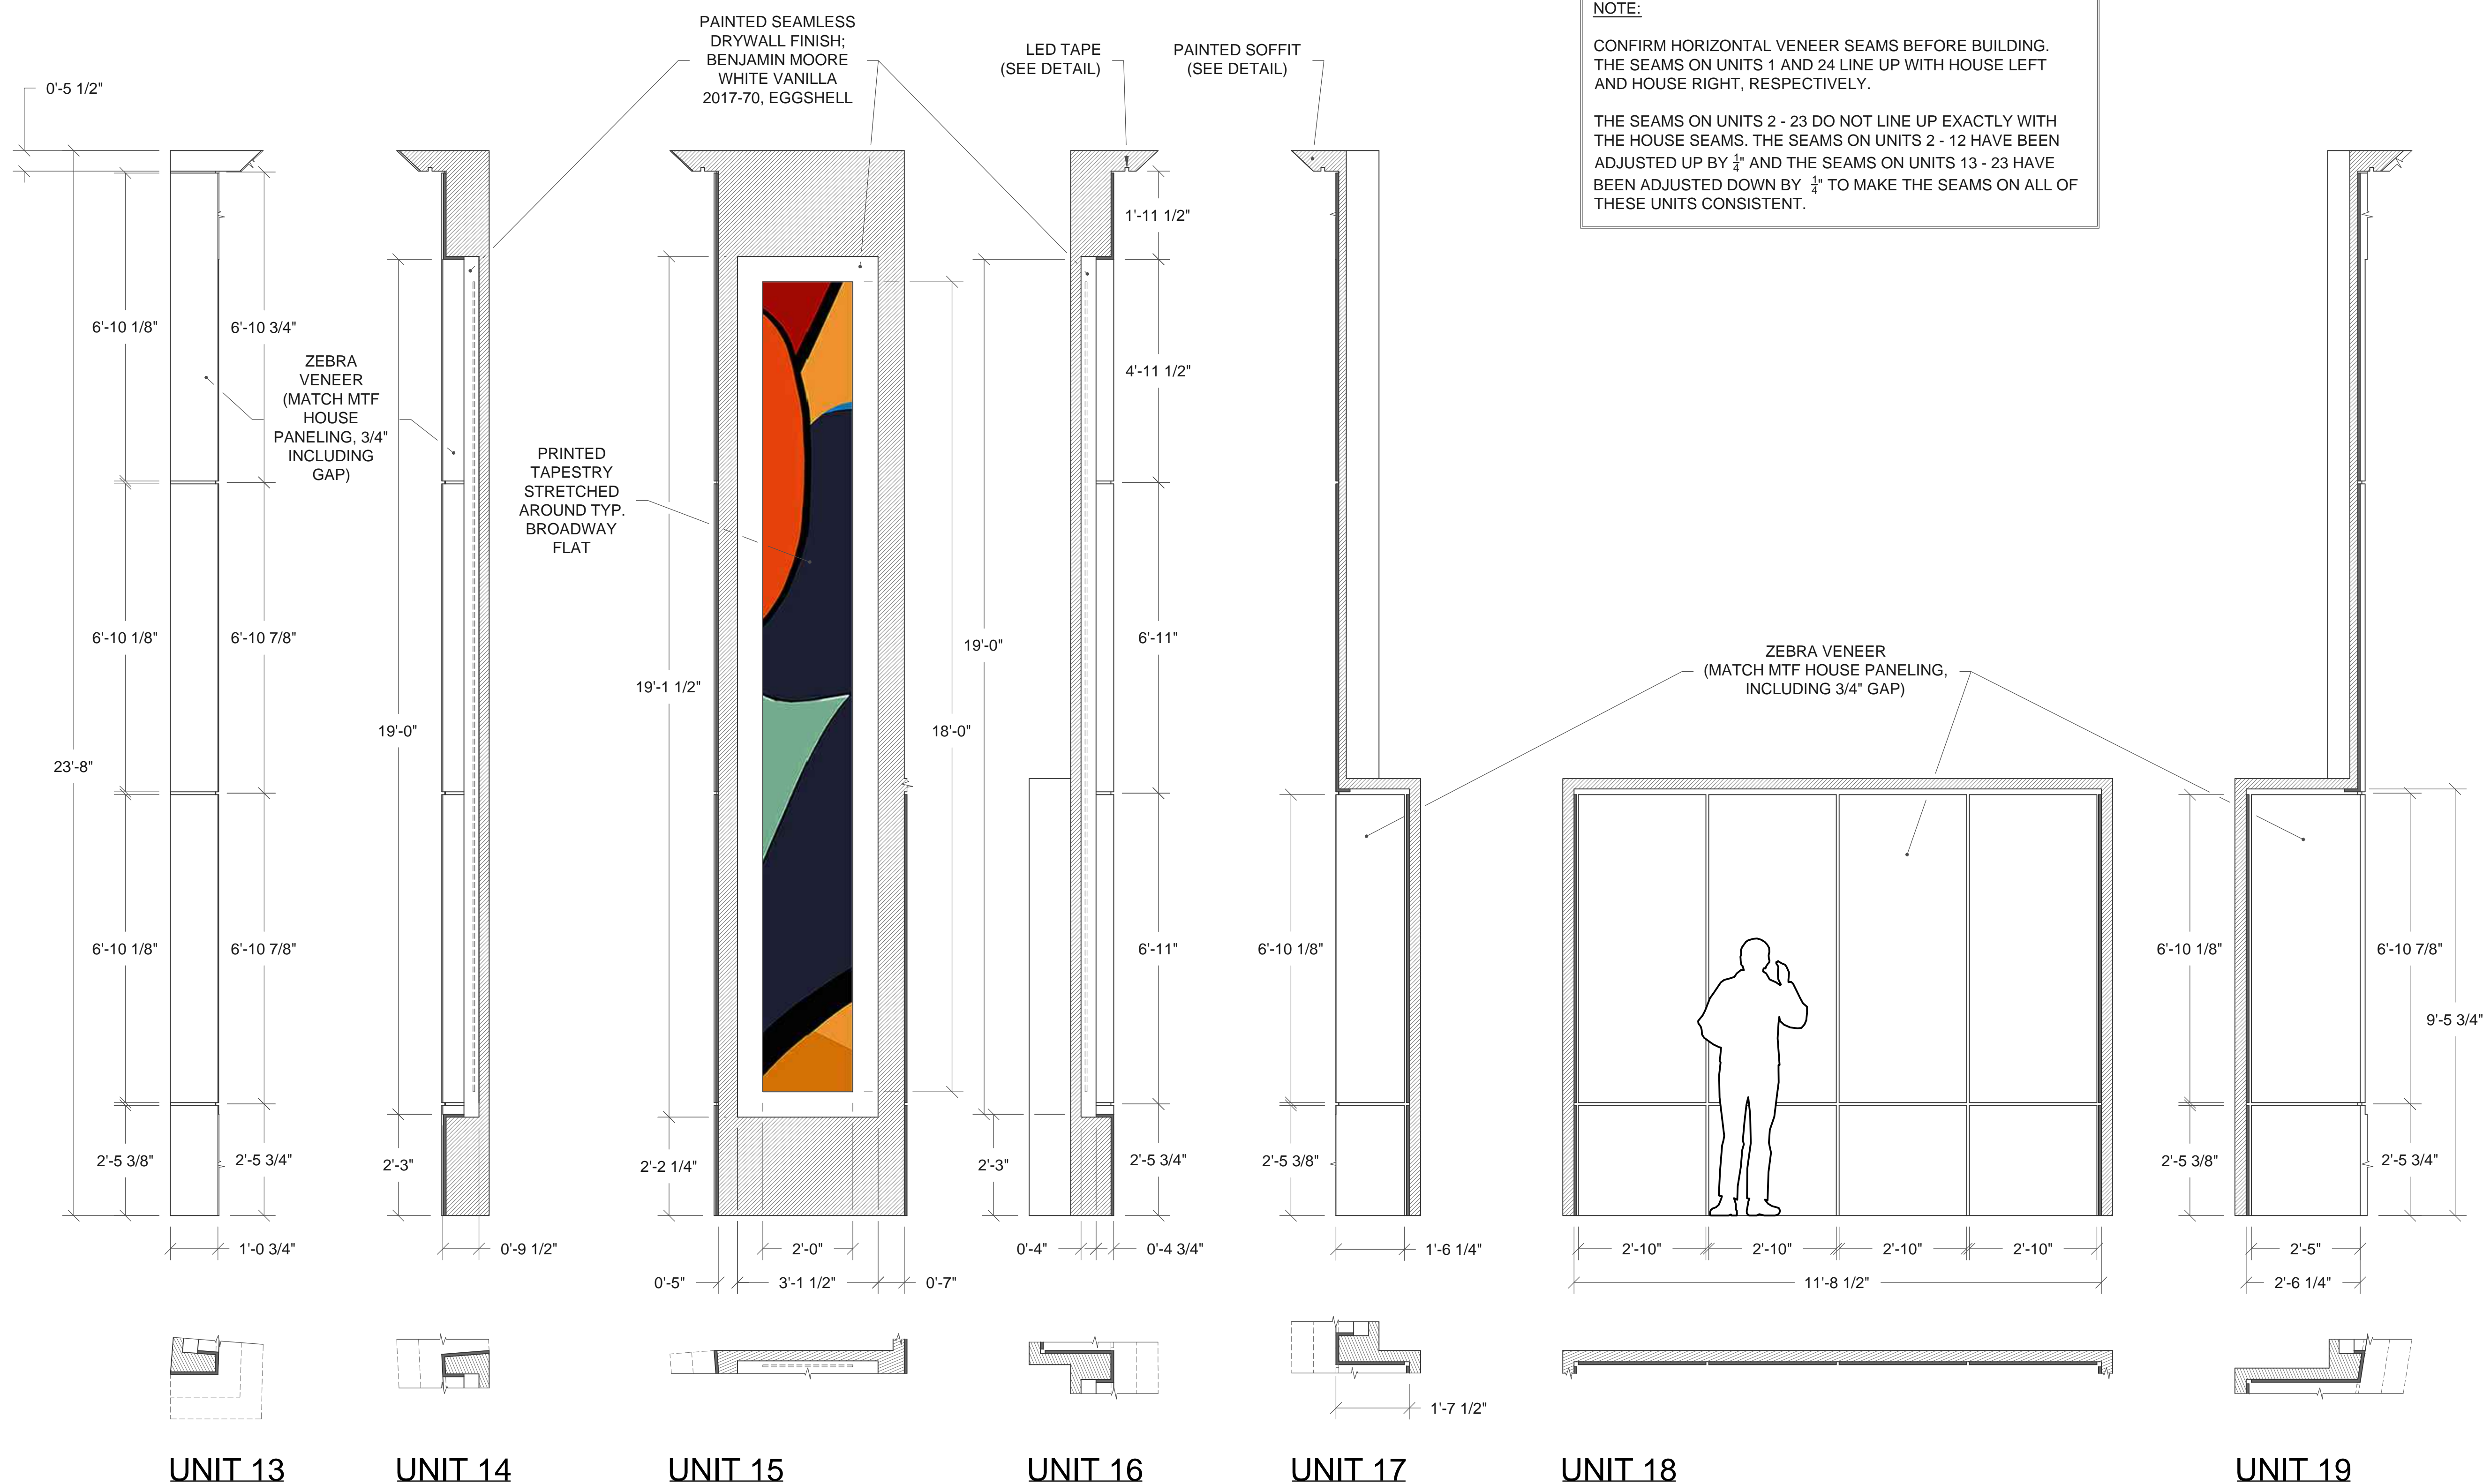 NOTE:
CONFIRM HORIZONTAL VENEER SEAMS BEFORE BUILDING.
THE SEAMS ON UNITS 1 AND 24 LINE UP WITH HOUSE LEFT
AND HOUSE RIGHT, RESPECTIVELY.
THE SEAMS ON UNITS 2 - 23 DO NOT LINE UP EXACTLY WITH
THE HOUSE SEAMS. THE SEAMS ON UNITS 2 - 12 HAVE BEEN
ADJUSTED UP BY 1/4" AND THE SEAMS ON UNITS 13 - 23 HAVE
BEEN ADJUSTED DOWN BY 1/4" TO MAKE THE SEAMS ON ALL OF
THESE UNITS CONSISTENT.
PAINTED SEAMLESS
DRYWALL FINISH;
BENJAMIN MOORE
WHITE VANILLA
2017-70, EGGSHELL
LED TAPE
(SEE DETAIL)
PAINTED SOFFIT
(SEE DETAIL)
0'-5 1/2"
23'-8"
6'-10 1/8"
6'-10 1/8"
6'-10 1/8"
2'-5 3/8"
6'-10 3/4"
6'-10 7/8"
6'-10 7/8"
2'-5 3/4"
1'-0 3/4"
ZEBRA
VENEER
(MATCH MTF
HOUSE
PANELING, 3/4"
INCLUDING
GAP)
19'-0"
2'-3"
0'-9 1/2"
PRINTED
TAPESTRY
STRETCHED
AROUND TYP.
BROADWAY
FLAT
19'-1 1/2"
2'-2 1/4"
18'-0"
2'-0"
0'-5"
3'-1 1/2"
0'-7"
19'-0"
2'-3"
1'-11 1/2"
4'-11 1/2"
6'-11"
6'-11"
2'-5 3/4"
0'-4"
0'-4 3/4"
6'-10 1/8"
2'-5 3/8"
1'-6 1/4"
1'-7 1/2"
ZEBRA VENEER
(MATCH MTF HOUSE PANELING,
INCLUDING 3/4" GAP)
2'-10"
2'-10"
2'-10"
2'-10"
11'-8 1/2"
6'-10 1/8"
2'-5 3/8"
6'-10 7/8"
2'-5 3/4"
9'-5 3/4"
2'-5"
2'-6 1/4"
UNIT 13
UNIT 14
UNIT 15
UNIT 16
UNIT 17
UNIT 18
UNIT 19